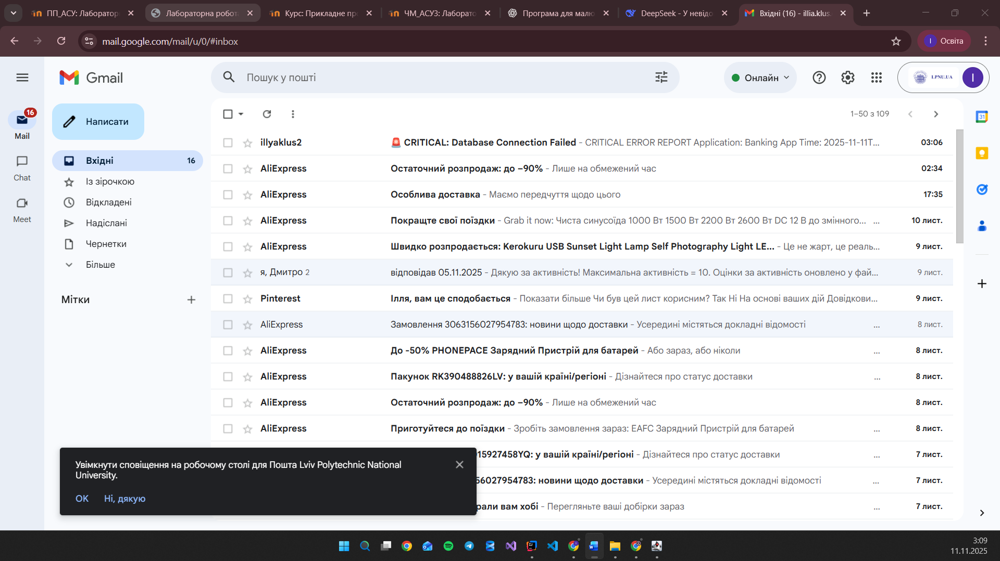 ПП_АСУ: Лаборатор
Лабораторна робот
Курс: Прикладне пр
ЧМ_АСУЗ: Лаборато
Програма для малю
DeepSeek - У невідо
Вхідні (16) - illia.klus.
mail.google.com/mail/u/0/#inbox
I Освіта
Gmail
Пошук у пошті
Онлайн
LPNU.UA
I
16
Mail
Chat
Meet
Написати
Вхідні 16
Із зірочкою
Відкладені
Надіслані
Чернетки
Більше
Мітки
1–50 з 109
31
illyaklus2 🚨 CRITICAL: Database Connection Failed - CRITICAL ERROR REPORT Application: Banking App Time: 2025-11-11T... 03:06
AliExpress Остаточний розпродаж: до −90% - Лише на обмежений час 02:34
AliExpress Особлива доставка - Маємо передчуття щодо цього 17:35
AliExpress Покращте свої поїздки - Grab it now: Чиста синусоїда 1000 Вт 1500 Вт 2200 Вт 2600 Вт DC 12 В до змінного... ... 10 лист.
AliExpress Швидко розпродається: Kerokuru USB Sunset Light Lamp Self Photography Light LE... - Це не жарт, це реаль... 9 лист.
я, Дмитро 2 відповідав 05.11.2025 - Дякую за активність! Максимальна активність = 10. Оцінки за активність оновлено у фай... 9 лист.
Pinterest Ілля, вам це сподобається - Показати більше Чи був цей лист корисним? Так Ні На основі ваших дій Довідкови... 9 лист.
AliExpress Замовлення 3063156027954783: новини щодо доставки - Усередині містяться докладні відомості ... 8 лист.
AliExpress До -50% PHONEPACE Зарядний Пристрій для батарей - Або зараз, або ніколи ... 8 лист.
AliExpress Пакунок RK390488826LV: у вашій країні/регіоні - Дізнайтеся про статус доставки ... 8 лист.
AliExpress Остаточний розпродаж: до −90% - Лише на обмежений час 8 лист.
AliExpress Приготуйтеся до поїздки - Зробіть замовлення зараз: EAFC Зарядний Пристрій для батарей ... 8 лист.
15927458YQ: у вашій країні/регіоні - Дізнайтеся про статус доставки ... 7 лист.
56027954783: новини щодо доставки - Усередині містяться докладні відомості ... 7 лист.
рали вам хобі - Перегляньте ваші добірки зараз ... 7 лист.
Увімкнути сповіщення на робочому столі для Пошта Lviv Polytechnic National
University.
OK Ні, дякую
3:09
11.11.2025